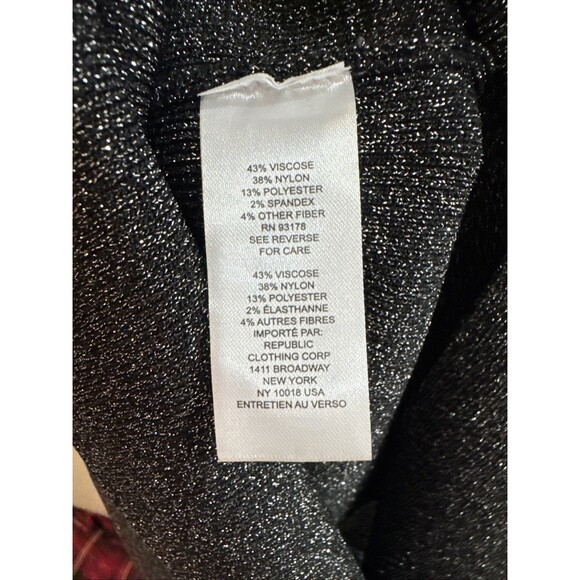 43% VISCOSE
38% NYLON
13% POLYESTER
2% SPANDEX
4% OTHER FIBER
RN 93178
SEE REVERSE
FOR CARE
43% VISCOSE
38% NYLON
13% POLYESTER
2% ÉLASTHANNE
4% AUTRES FIBRES
IMPORTÉ PAR:
REPUBLIC
CLOTHING CORP
1411 BROADWAY
NEW YORK
NY 10018 USA
ENTRETIEN AU VERSO